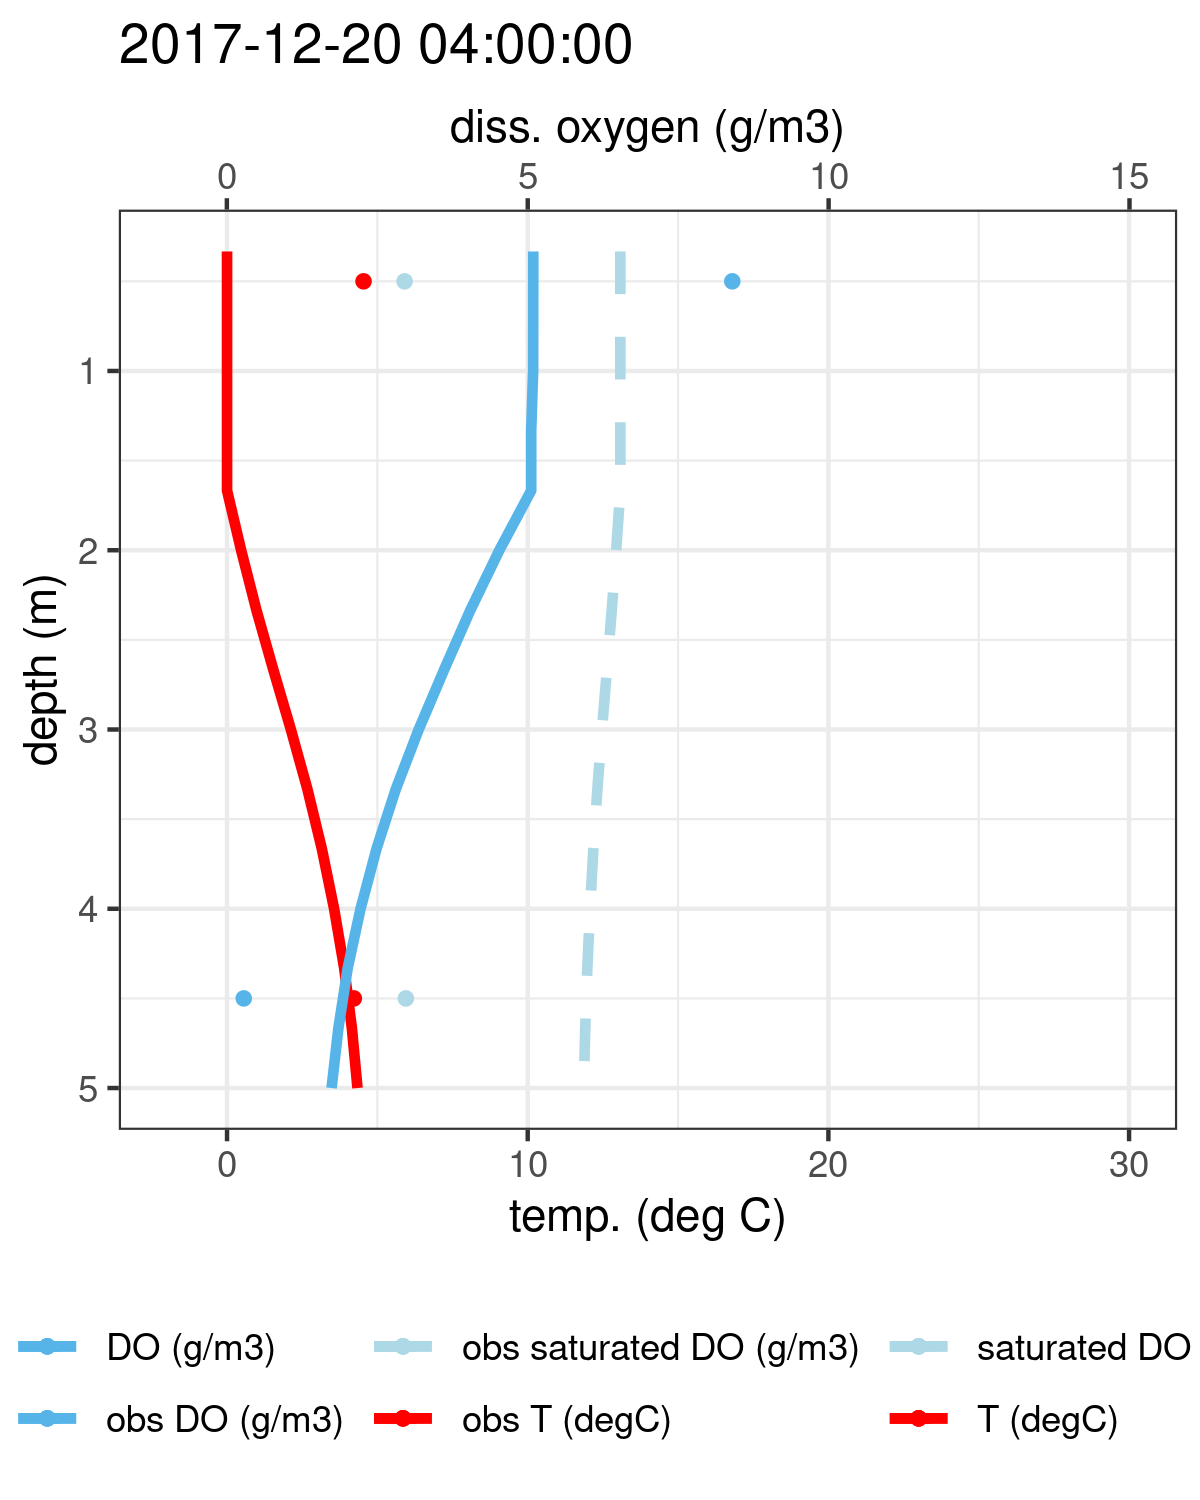 2017-12-20 04:00:00
diss. oxygen (g/m3)
0 5 10 15
depth (m)
1
2
3
4
5
0 10 20 30
temp. (deg C)
DO (g/m3) obs saturated DO (g/m3) saturated DO
obs DO (g/m3) obs T (degC) T (degC)